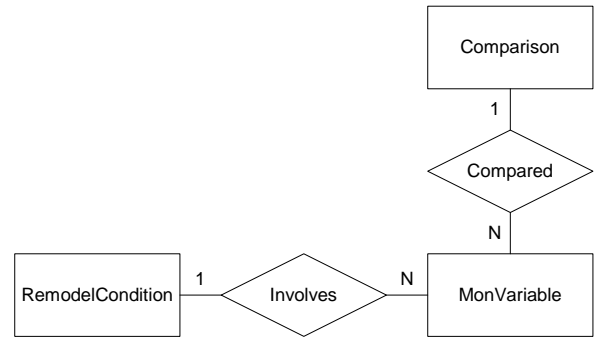 Comparison
1
Compared
N
RemodelCondition
1
Involves
N
MonVariable